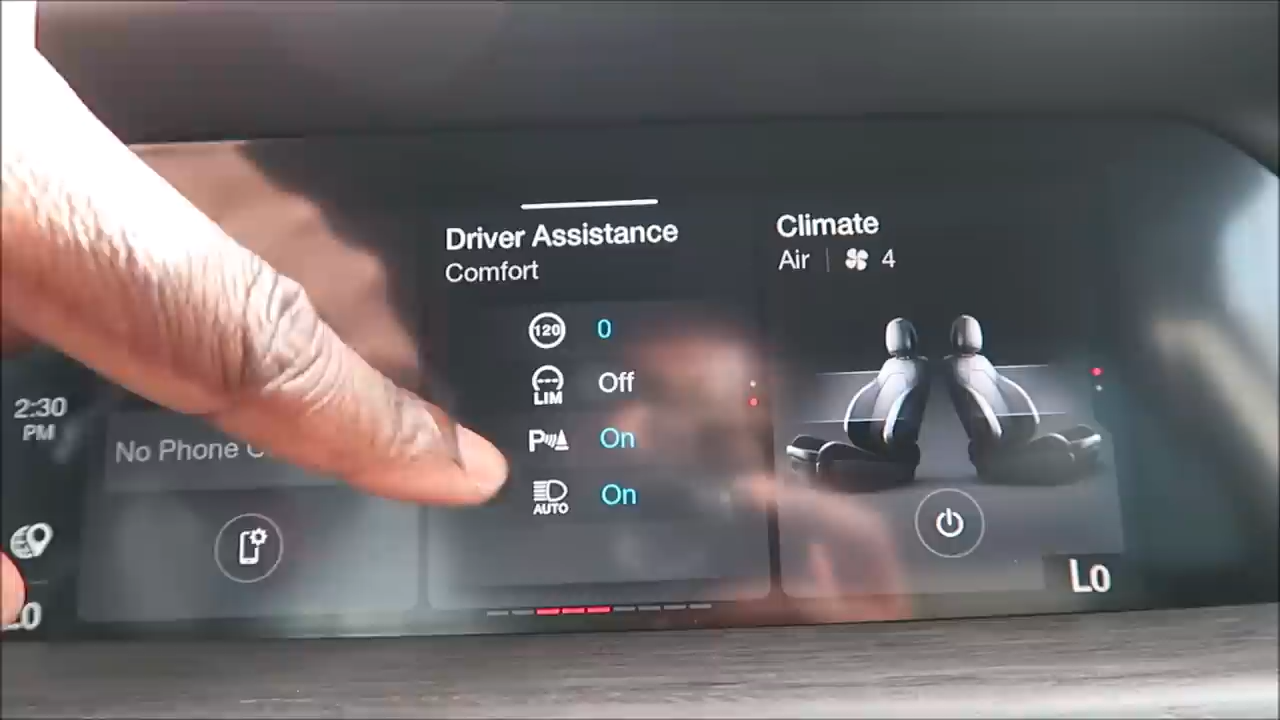 Driver Assistance
Comfort
120 0
LIM Off
P On
AUTO On
Climate
Air 4
Lo
2:30
PM
No Phone